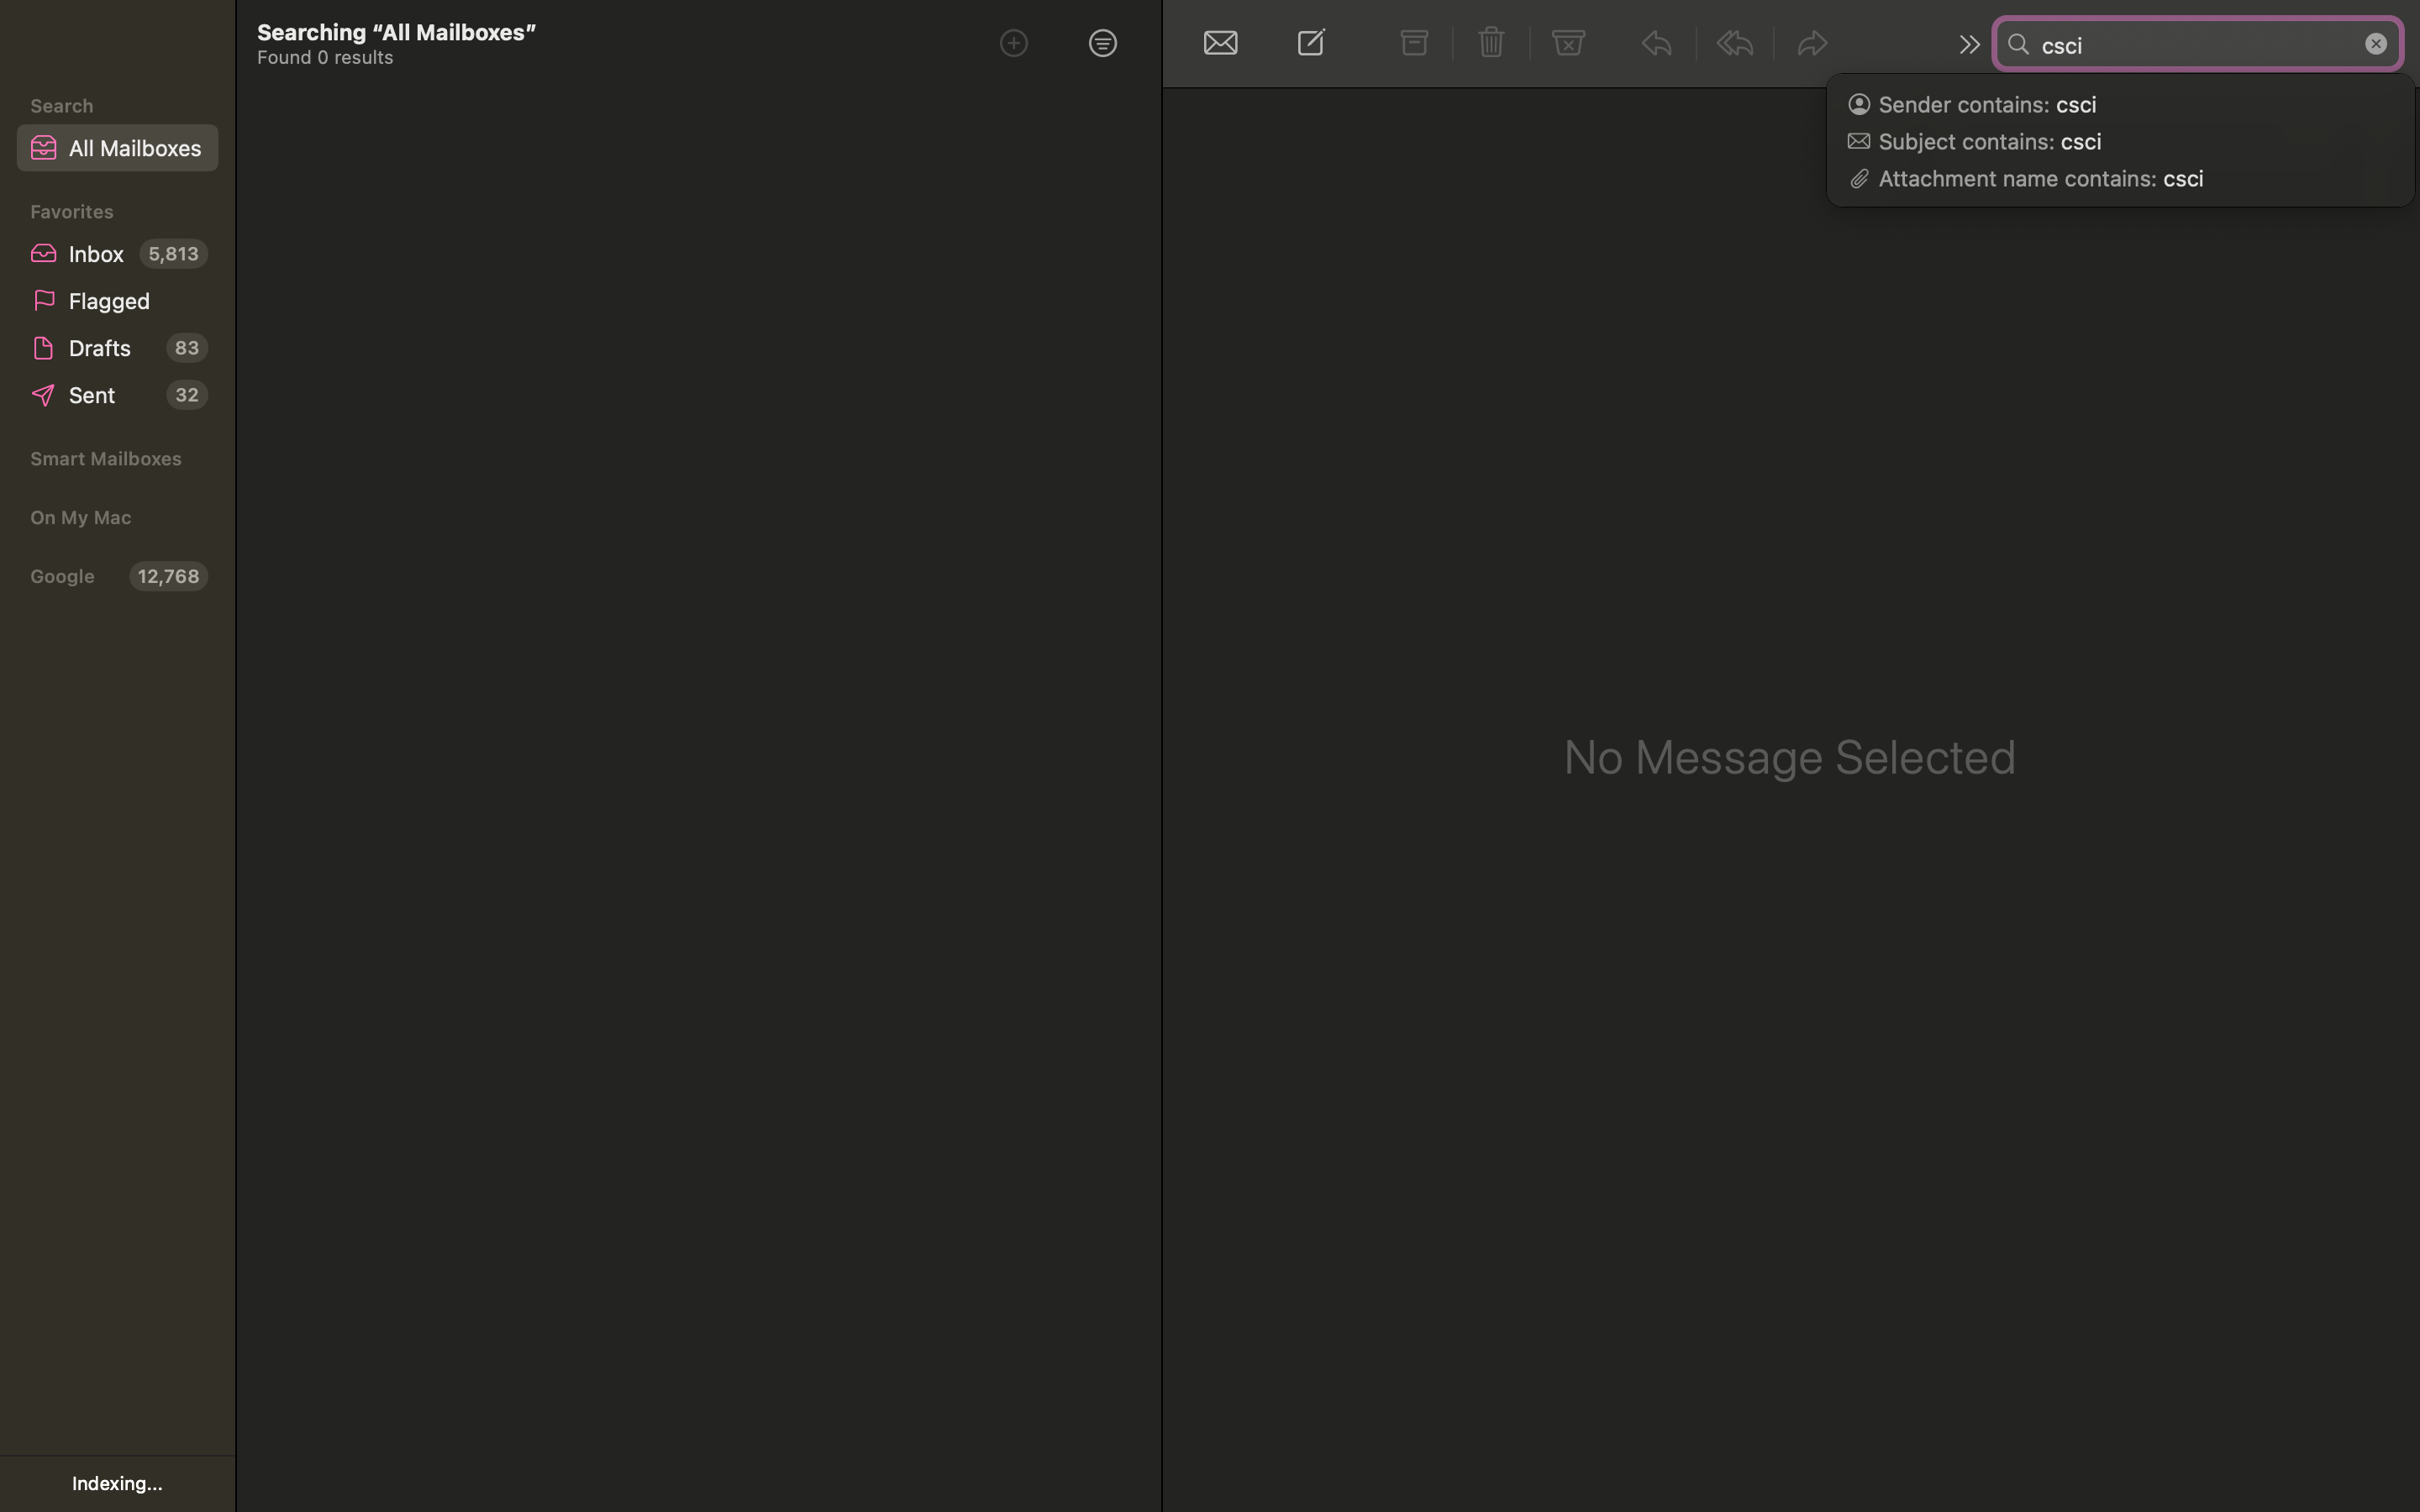 Search
All Mailboxes
Favorites
Inbox 5,813
Flagged
Drafts 83
Sent 32
Smart Mailboxes
On My Mac
Google 12,768
Indexing...
Searching “All Mailboxes”
Found 0 results
csci
Sender contains: csci
Subject contains: csci
Attachment name contains: csci
No Message Selected